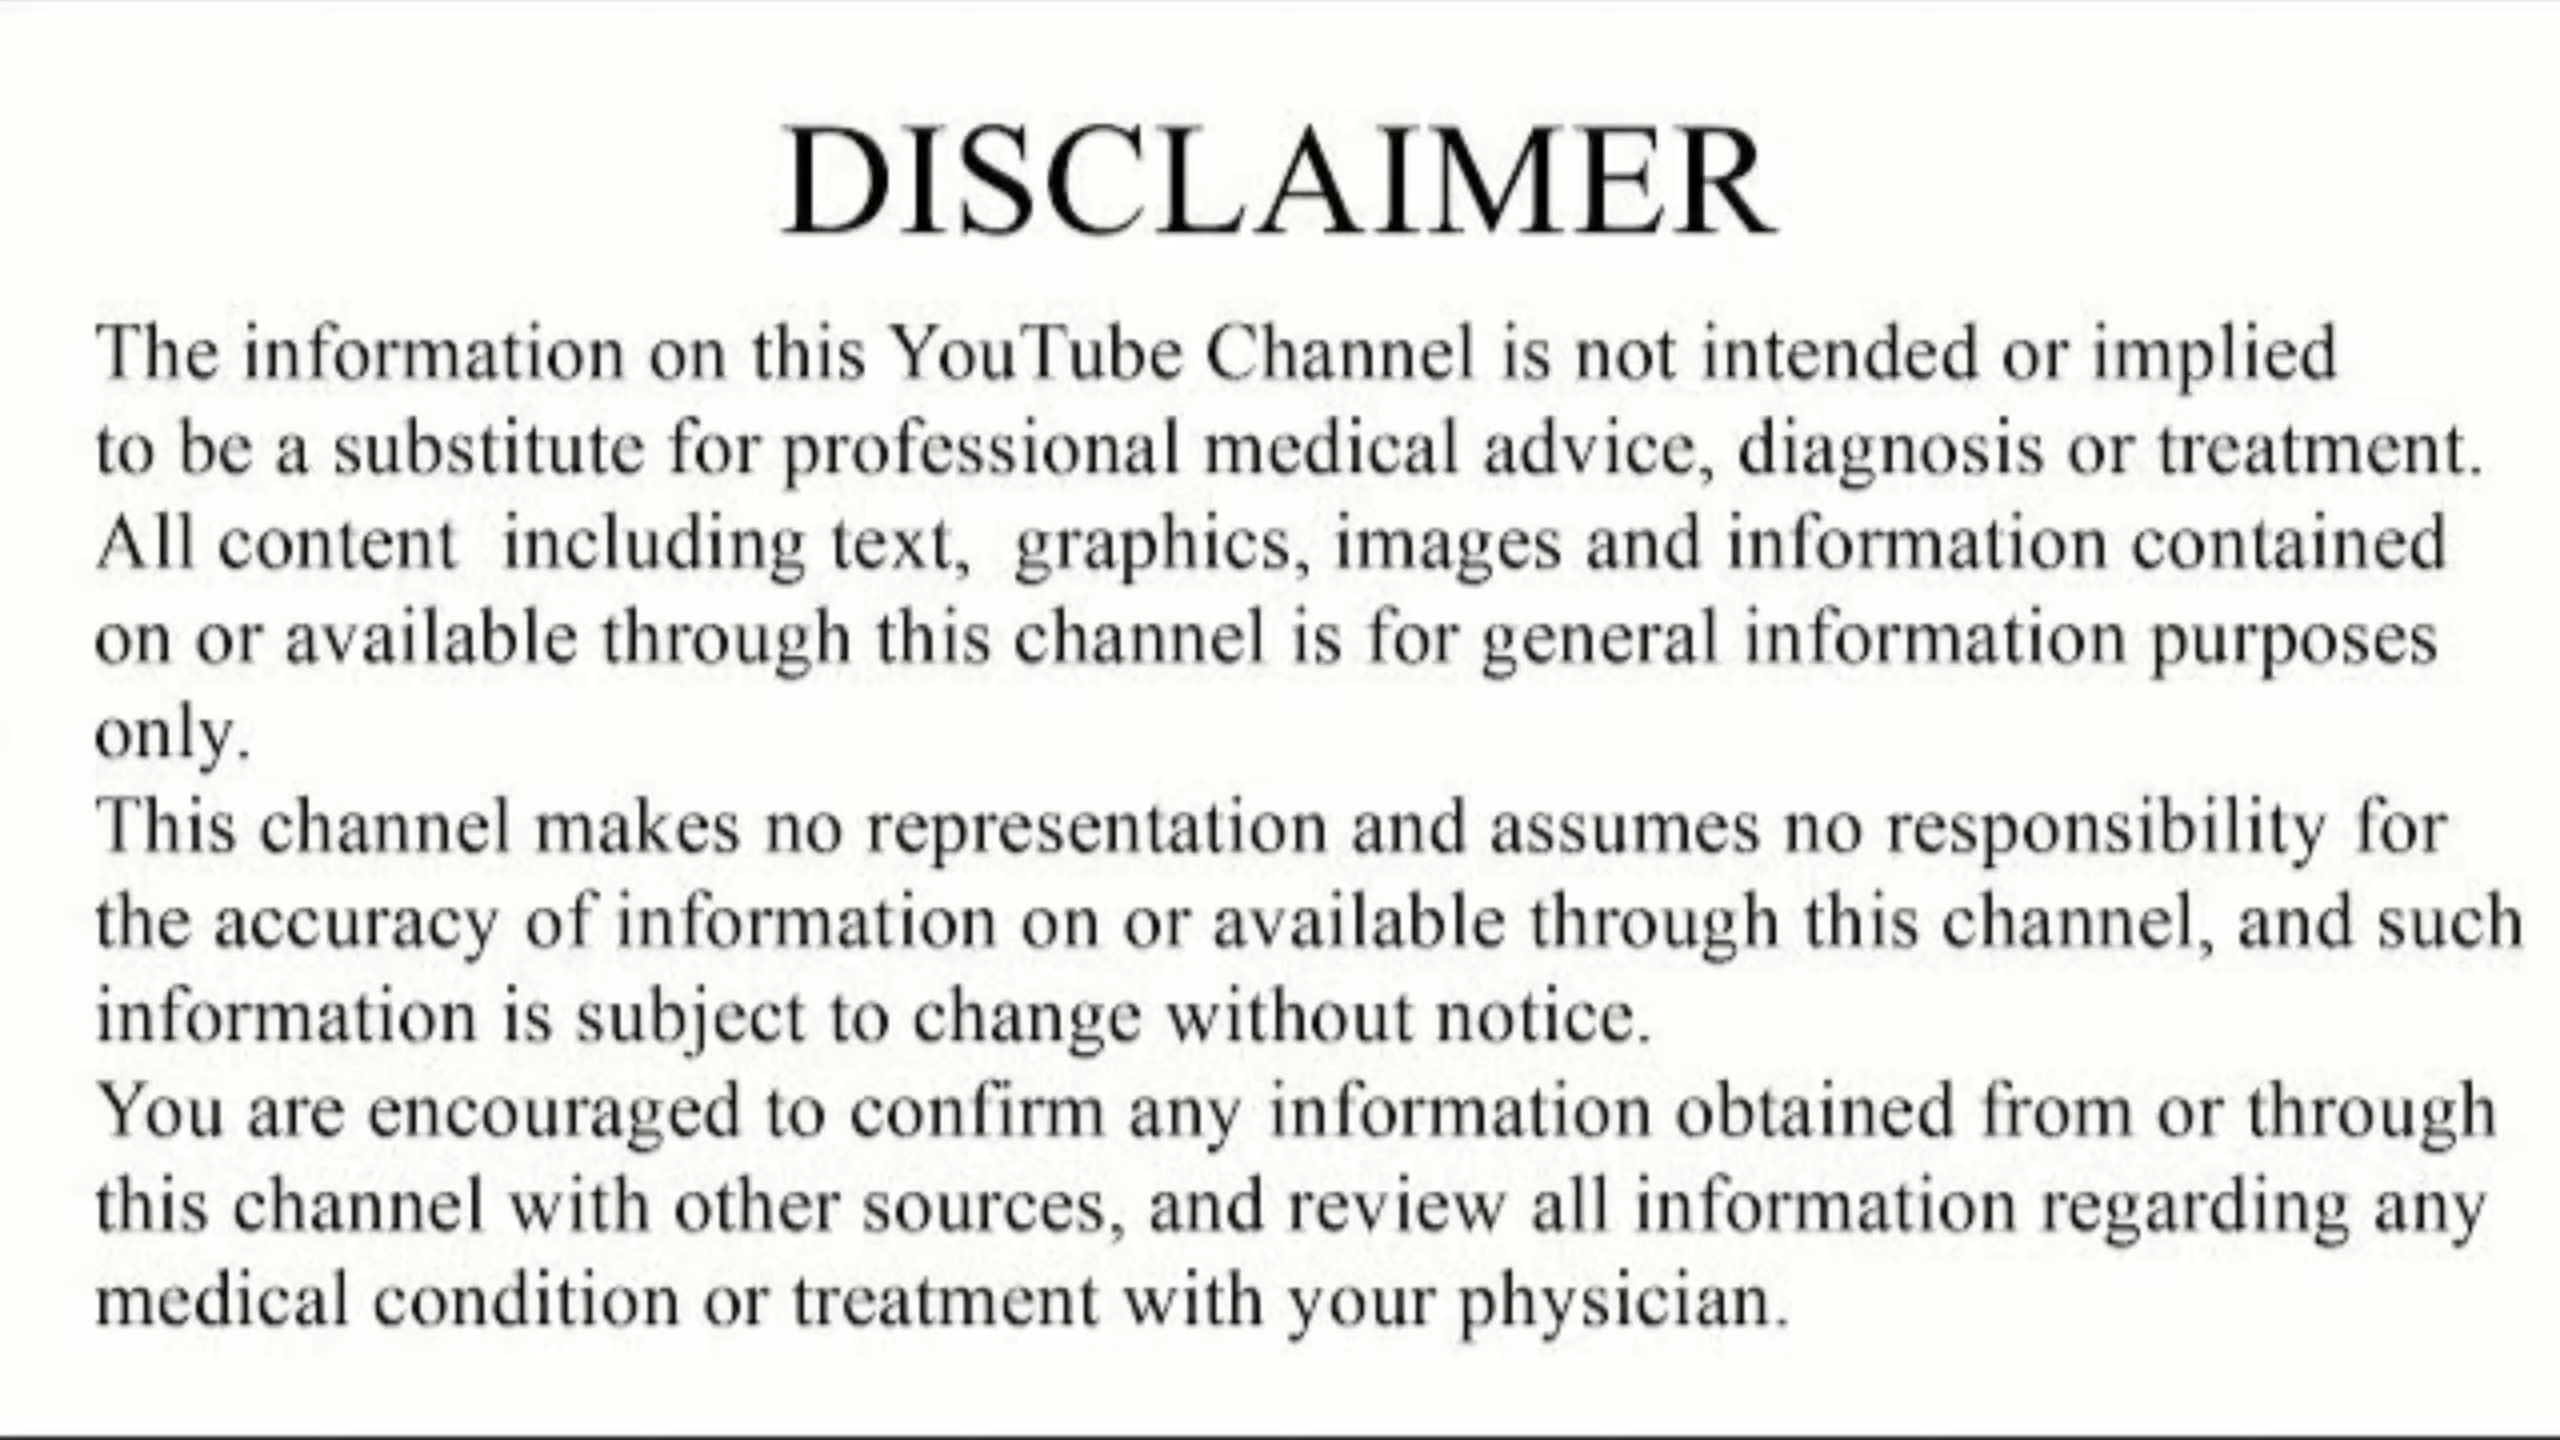 DISCLAIMER
The information on this YouTube Channel is not intended or implied
to be a substitute for professional medical advice, diagnosis or treatment.
All content  including text,  graphics, images and information contained
on or available through this channel is for general information purposes
only.
This channel makes no representation and assumes no responsibility for
the accuracy of information on or available through this channel, and such
information is subject to change without notice.
You are encouraged to confirm any information obtained from or through
this channel with other sources, and review all information regarding any
medical condition or treatment with your physician.